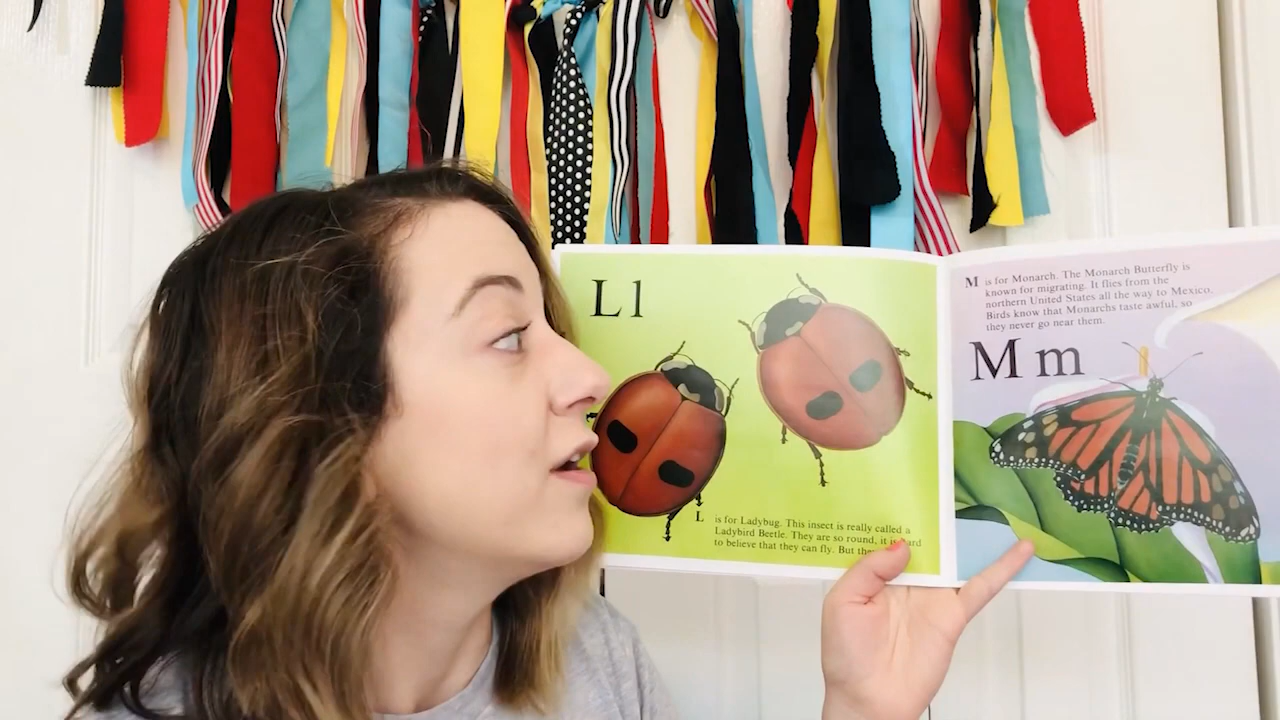 L l
L is for Ladybug. This insect is really called a
Ladybird Beetle. They are so round, it is hard
to believe that they can fly. But
M is for Monarch. The Monarch Butterfly is
known for migrating. It flies from the
northern United States all the way to Mexico.
Birds know that Monarchs taste awful, so
they never go near them.
M m